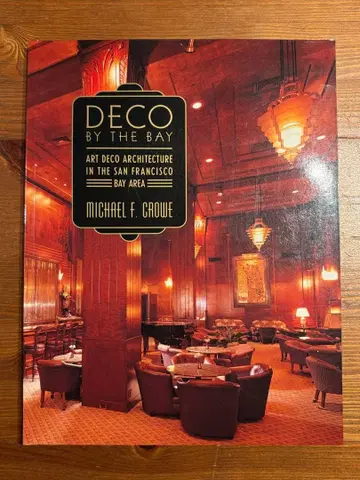 DECO
BY THE BAY
ART DECO ARCHITECTURE
IN THE SAN FRANCISCO
BAY AREA
MICHAEL F. CROWE